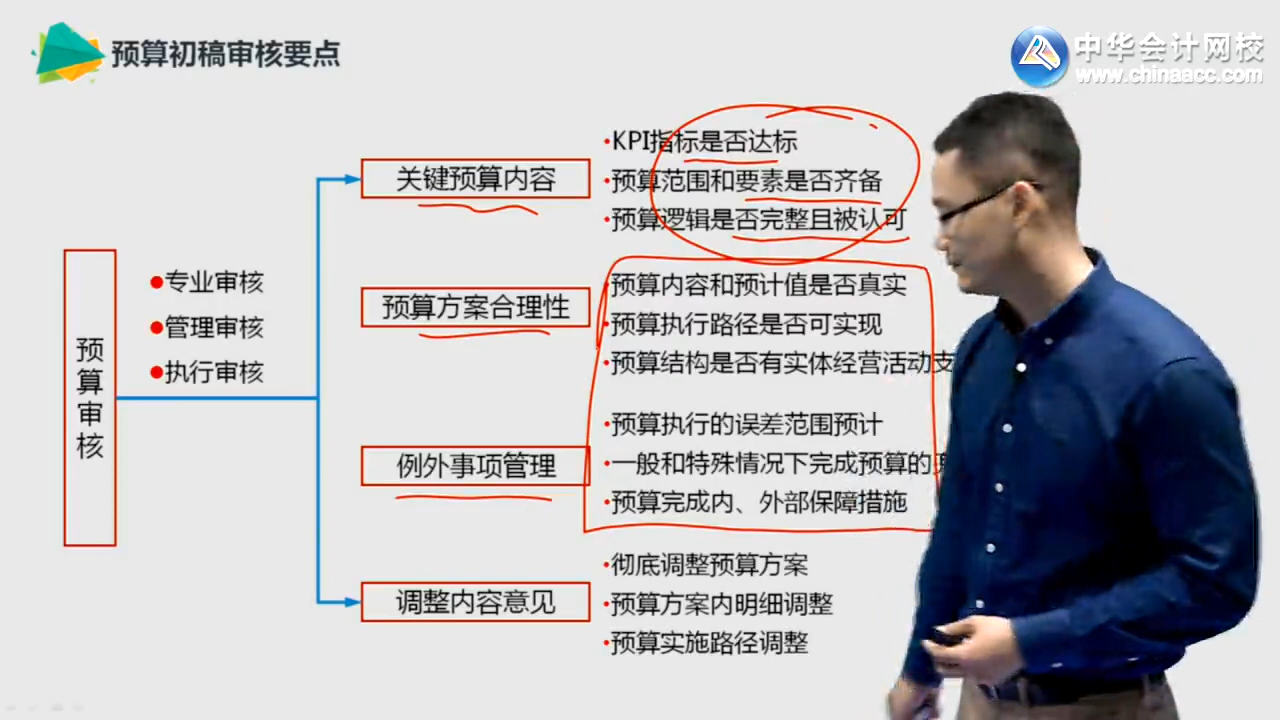 预算初稿审核要点
中华会计网校
www.chinaacc.com
预算审核
●专业审核
●管理审核
●执行审核
关键预算内容
·KPI指标是否达标
·预算范围和要素是否齐备
·预算逻辑是否完整且被认可
预算方案合理性
·预算内容和预计值是否真实
·预算执行路径是否可实现
·预算结构是否有实体经营活动支
例外事项管理
·预算执行的误差范围预计
·一般和特殊情况下完成预算的
·预算完成内、外部保障措施
调整内容意见
·彻底调整预算方案
·预算方案内明细调整
·预算实施路径调整